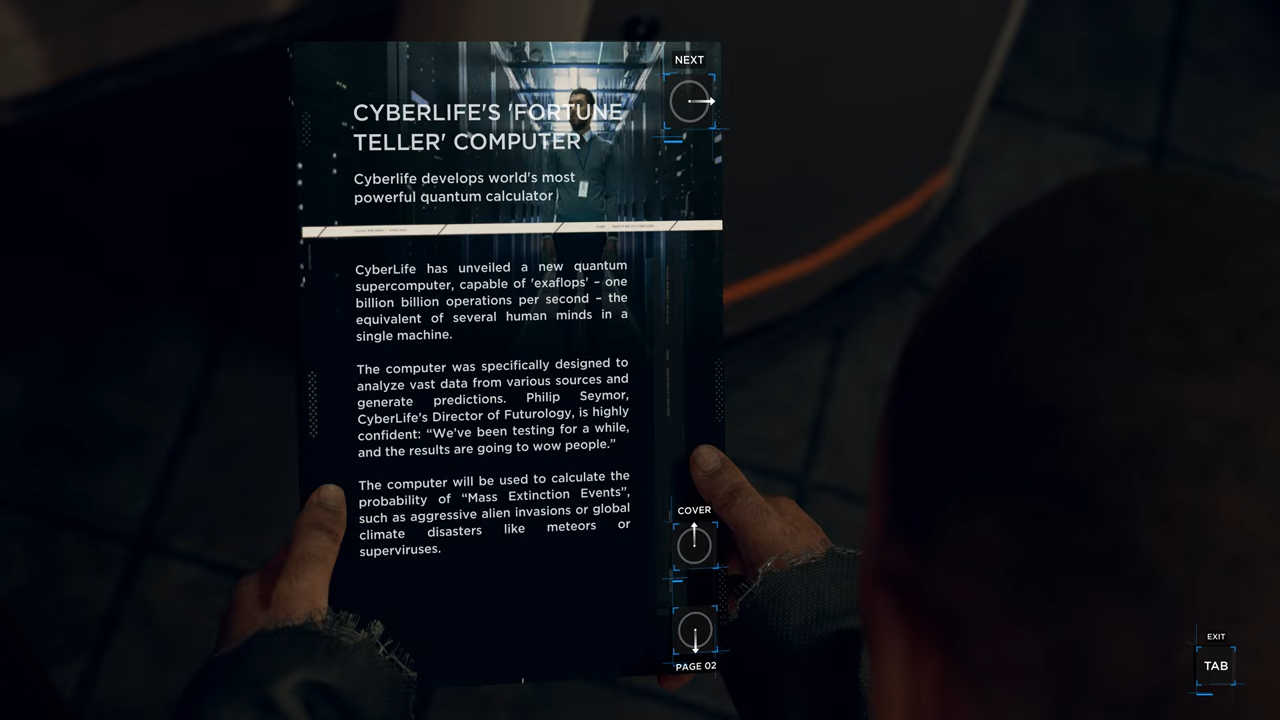 NEXT
CYBERLIFE'S 'FORTUNE
TELLER' COMPUTER
Cyberlife develops world's most
powerful quantum calculator
CyberLife has unveiled a new quantum
supercomputer, capable of 'exaflops' – one
billion billion operations per second – the
equivalent of several human minds in a
single machine.
The computer was specifically designed to
analyze vast data from various sources and
generate predictions. Philip Seymor,
CyberLife's Director of Futurology, is highly
confident: “We've been testing for a while,
and the results are going to wow people.”
The computer will be used to calculate the
probability of “Mass Extinction Events”,
such as aggressive alien invasions or global
climate disasters like meteors or
superviruses.
COVER
PAGE 02
EXIT
TAB